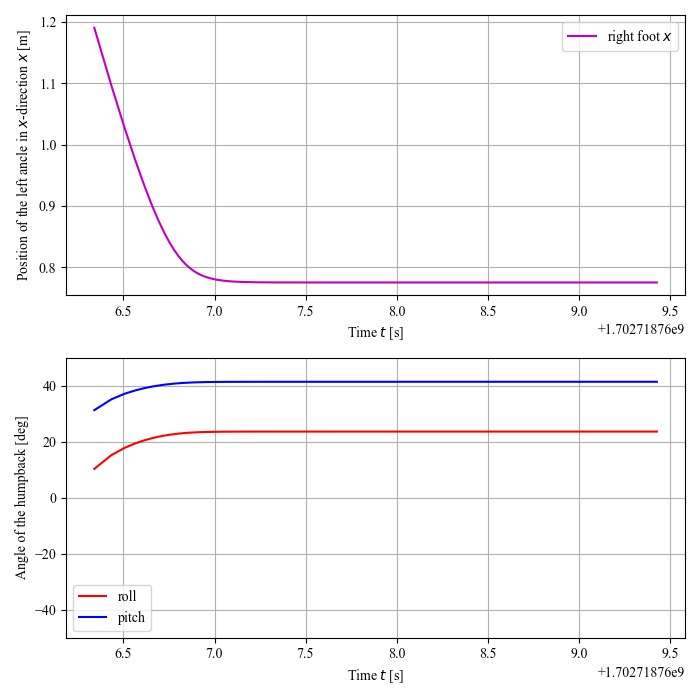 Position of the left angle in x-direction x [m]
1.2
1.1
1.0
0.9
0.8
right foot x
6.5 7.0 7.5 8.0 8.5 9.0 9.5
Time t [s]
+1.70271876e9
Angle of the humpback [deg]
40
20
0
−20
−40
roll
pitch
6.5 7.0 7.5 8.0 8.5 9.0 9.5
Time t [s]
+1.70271876e9